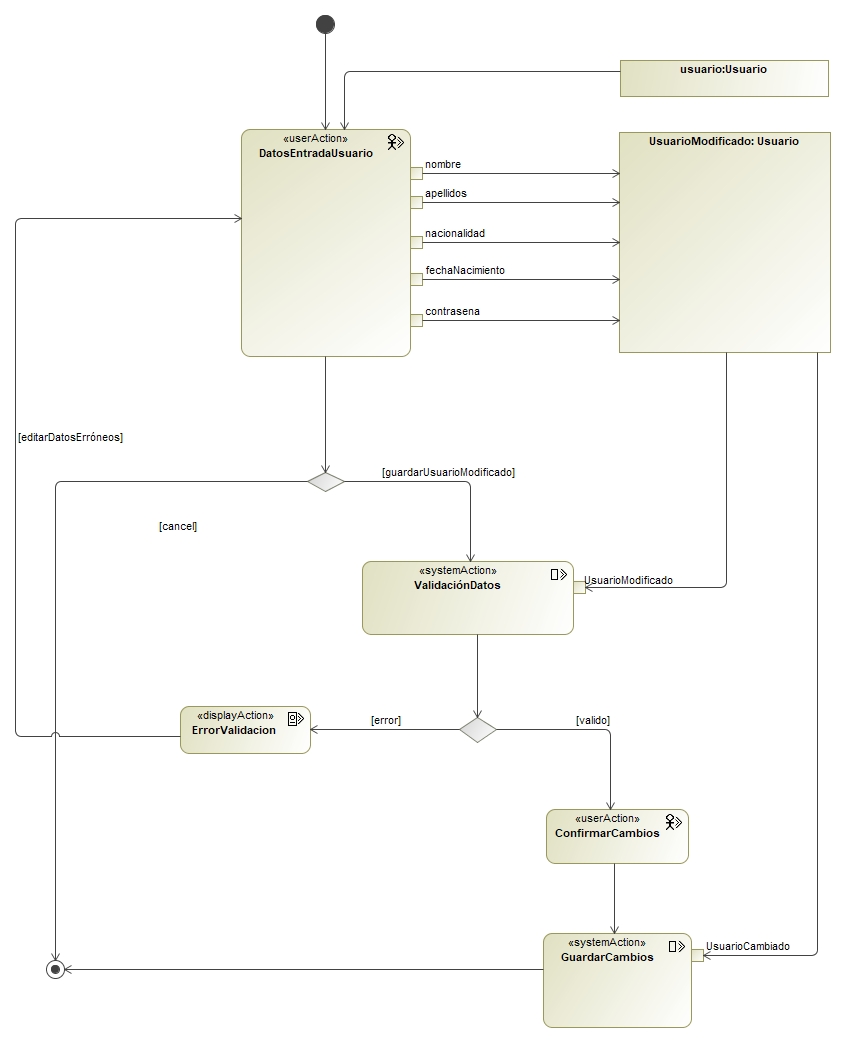 usuario:Usuario
«userAction»
DatosEntradaUsuario
UsuarioModificado: Usuario
nombre
apellidos
nacionalidad
fechaNacimiento
contrasena
[editarDatosErróneos]
[guardarUsuarioModificado]
[cancel]
«systemAction»
ValidaciónDatos
UsuarioModificado
«displayAction»
ErrorValidacion
[error]
[valido]
«userAction»
ConfirmarCambios
«systemAction»
GuardarCambios
UsuarioCambiado